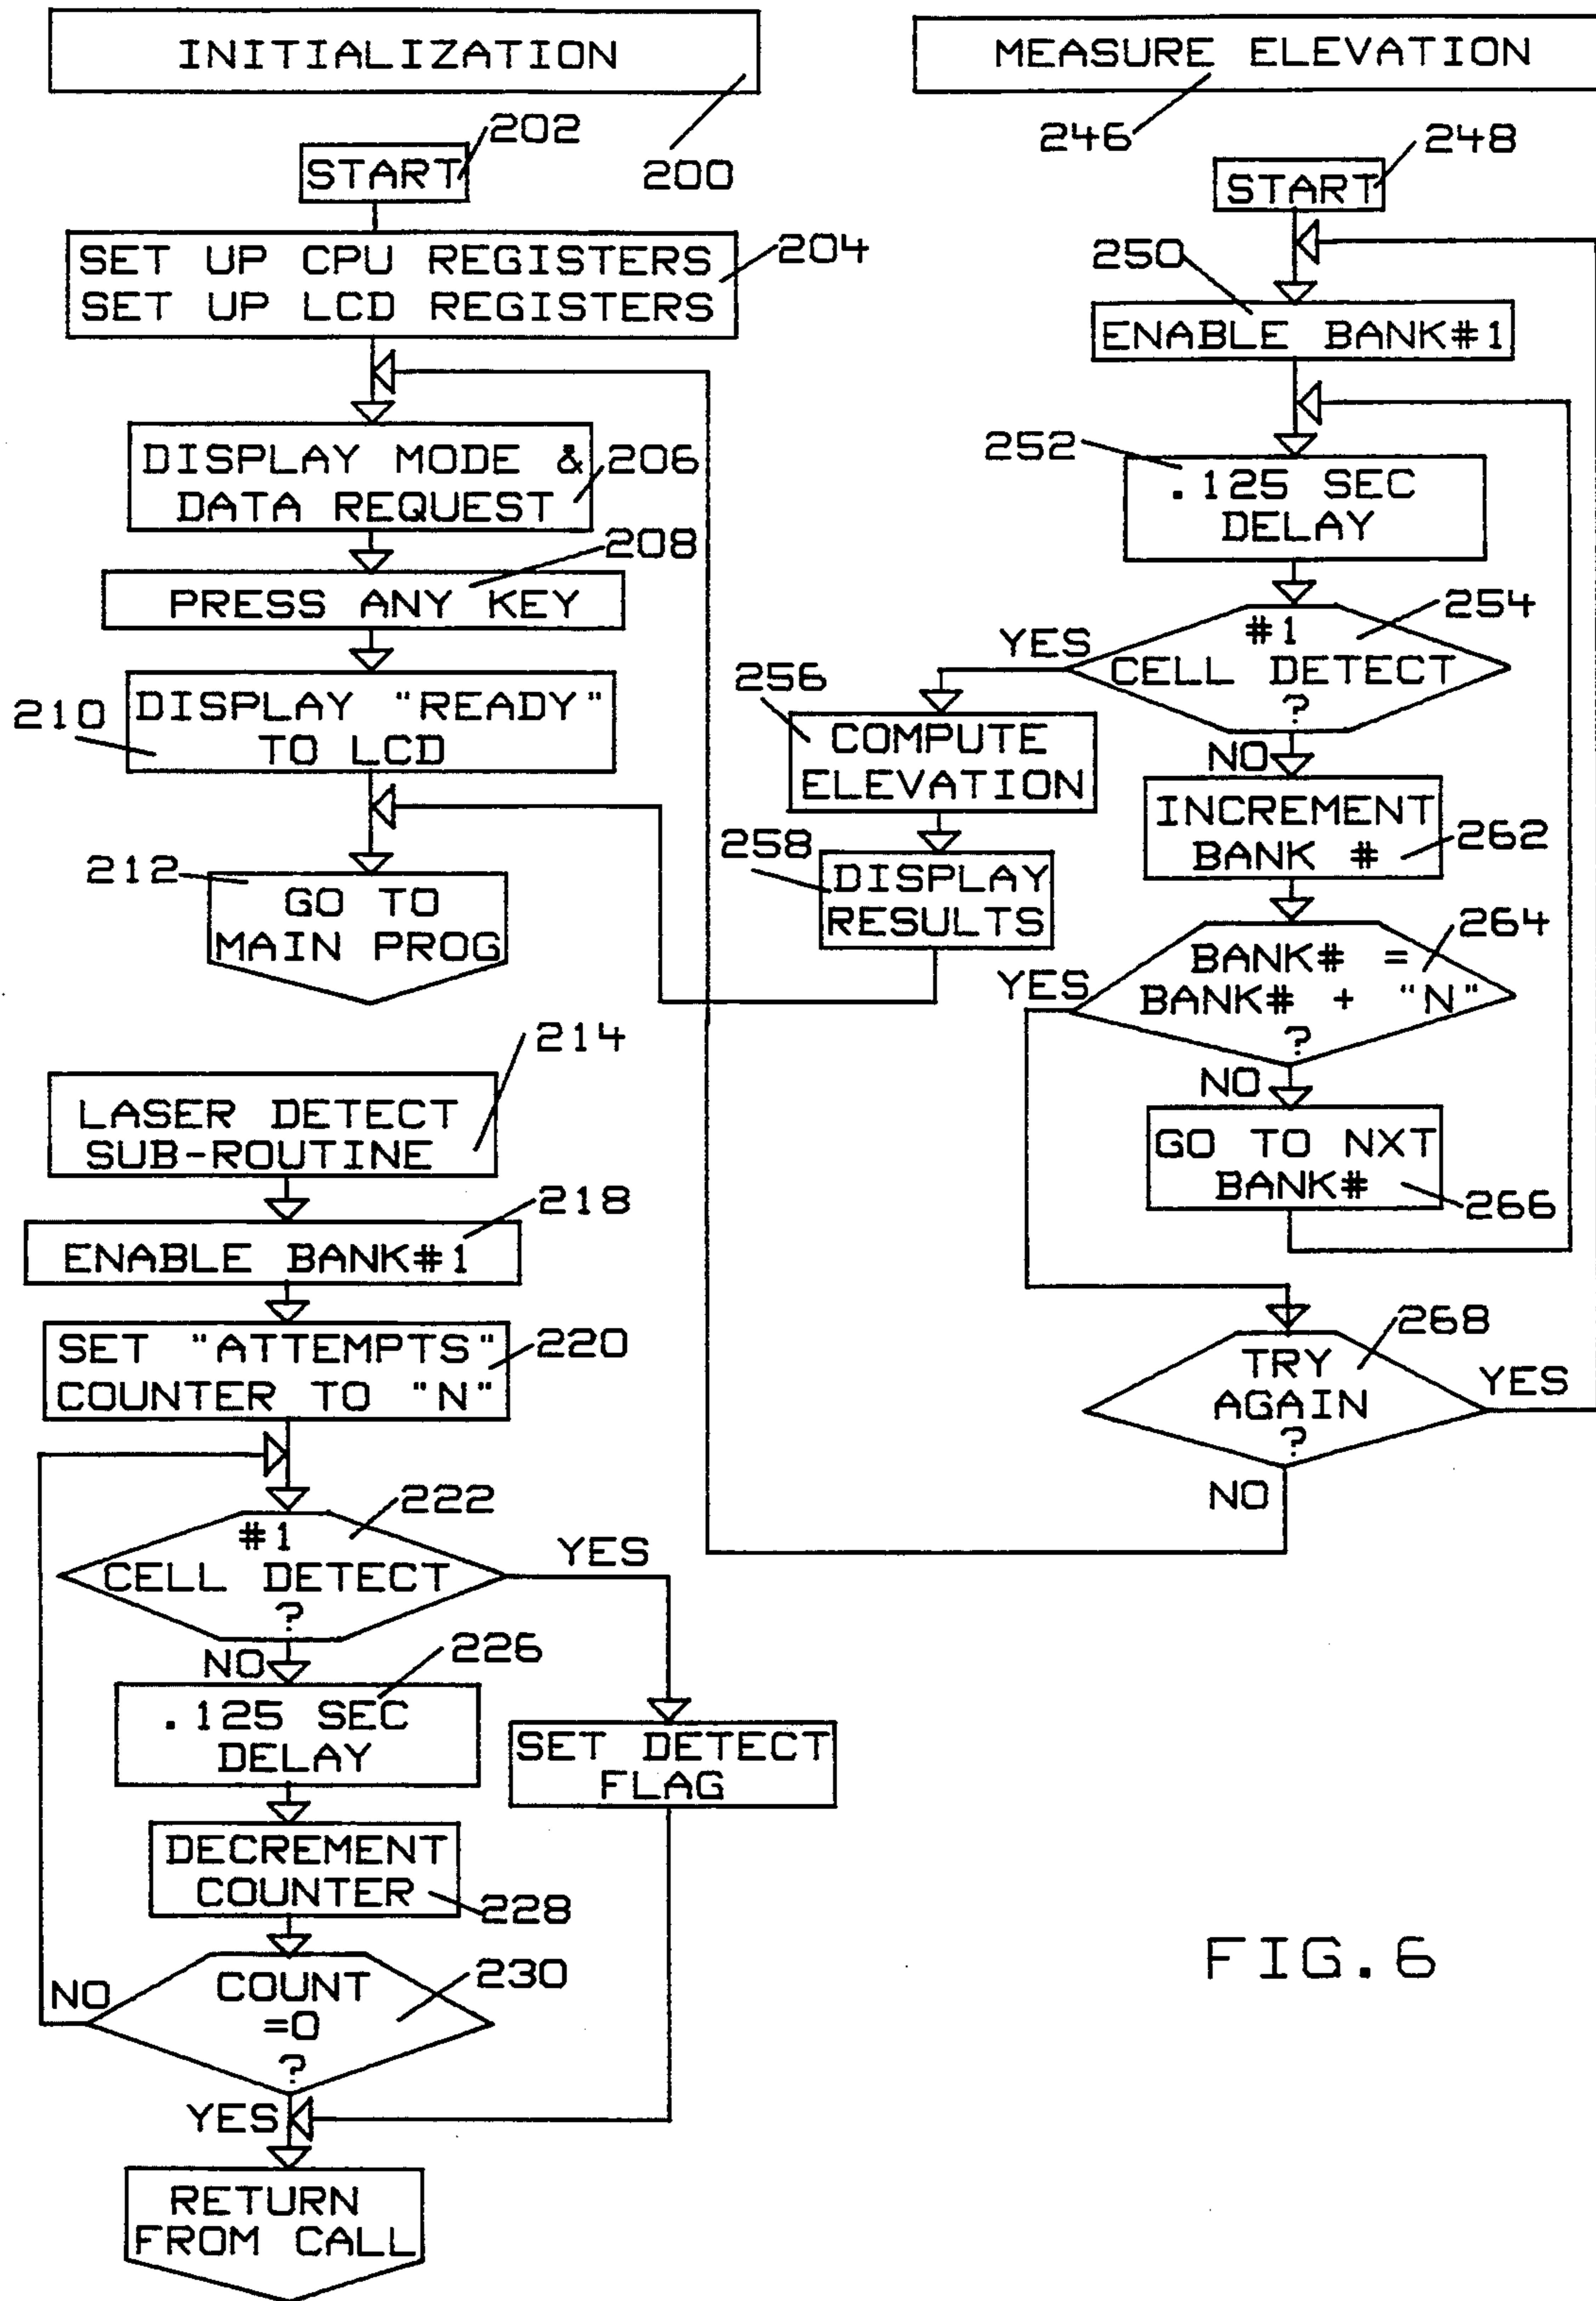 INITIALIZATION
200
202
START
SET UP CPU REGISTERS
SET UP LCD REGISTERS
204
DISPLAY MODE &
DATA REQUEST
206
208
PRESS ANY KEY
210
DISPLAY "READY"
TO LCD
212
GO TO
MAIN PROG
214
LASER DETECT
SUB-ROUTINE
218
ENABLE BANK#1
SET "ATTEMPTS"
COUNTER TO "N"
220
222
#1
CELL DETECT
?
YES
NO
226
.125 SEC
DELAY
SET DETECT
FLAG
DECREMENT
COUNTER
228
COUNT
=0
?
230
NO
YES
RETURN
FROM CALL
MEASURE ELEVATION
246
248
START
250
ENABLE BANK#1
252
.125 SEC
DELAY
254
#1
CELL DETECT
?
YES
NO
256
COMPUTE
ELEVATION
258
DISPLAY
RESULTS
INCREMENT
BANK #
262
264
BANK# =
BANK# + "N"
?
YES
NO
GO TO NXT
BANK#
266
268
TRY
AGAIN
?
YES
NO
FIG.6